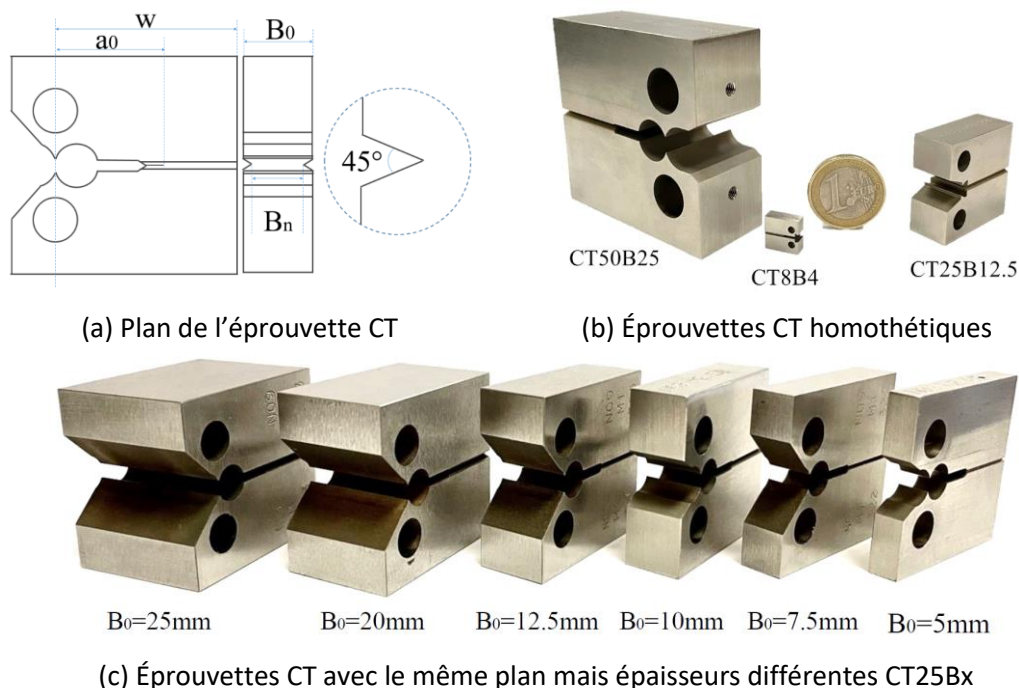 w
a0
B0
45°
Bn
CT50B25
CT8B4
CT25B12.5
(a) Plan de l'éprouvette CT
(b) Éprouvettes CT homothétiques
B0=25mm
B0=20mm
B0=12.5mm
B0=10mm
B0=7.5mm
B0=5mm
(c) Éprouvettes CT avec le même plan mais épaisseurs différentes CT25Bx